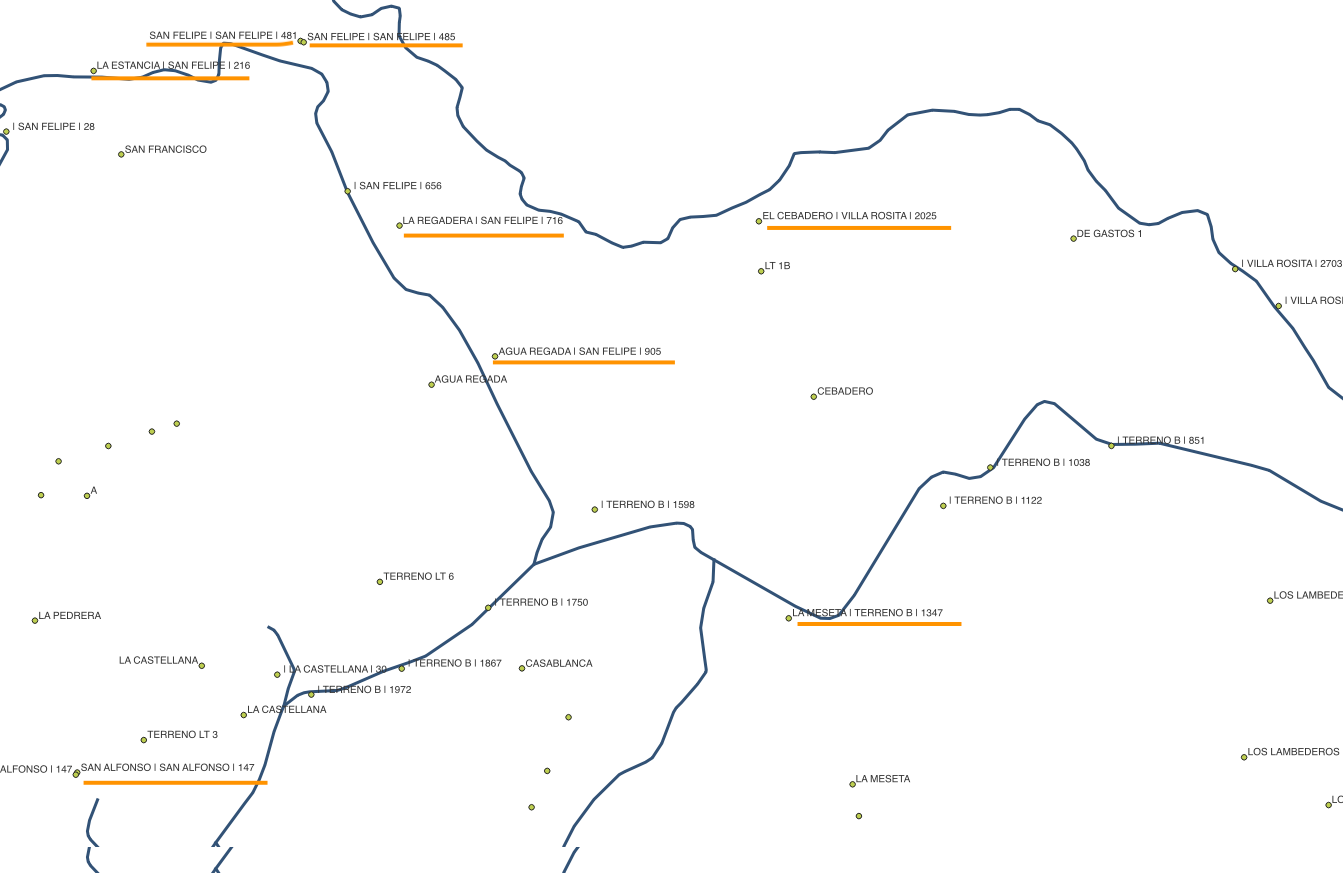 SAN FELIPE | SAN FELIPE | 481
SAN FELIPE | SAN FELIPE | 485
LA ESTANCIA | SAN FELIPE | 216
| SAN FELIPE | 28
SAN FRANCISCO
| SAN FELIPE | 656
LA REGADERA | SAN FELIPE | 716
EL CEBADERO | VILLA ROSITA | 2025
DE GASTOS 1
LT 1B
| VILLA ROSITA | 2703
| VILLA ROSI
AGUA REGADA | SAN FELIPE | 905
AGUA REGADA
CEBADERO
| TERRENO B | 851
| TERRENO B | 1038
A
| TERRENO B | 1122
| TERRENO B | 1598
TERRENO LT 6
LOS LAMBEDE
| TERRENO B | 1750
LA PEDRERA
LA MESETA | TERRENO B | 1347
LA CASTELLANA
| LA CASTELLANA | 30
| TERRENO B | 1867
CASABLANCA
| TERRENO B | 1972
LA CASTELLANA
TERRENO LT 3
LOS LAMBEDEROS
ALFONSO | 147
SAN ALFONSO | SAN ALFONSO | 147
LA MESETA
LO